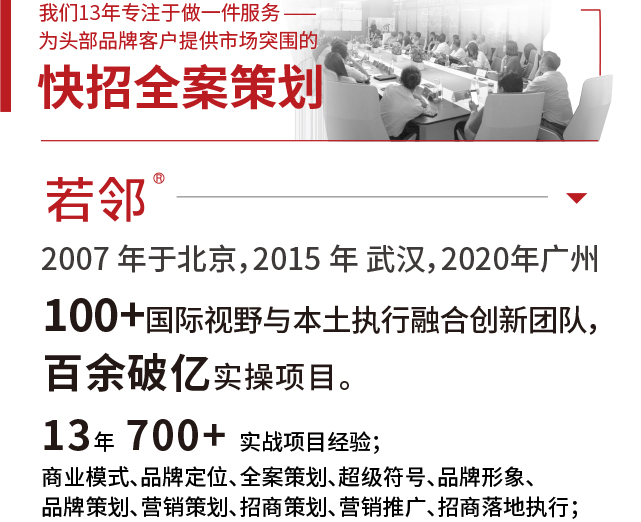 我们13年专注于做一件服务 ——
为头部品牌客户提供市场突围的
快招全案策划
若邻®
2007 年于北京，2015 年 武汉，2020年广州
100+国际视野与本土执行融合创新团队，
百余破亿实操项目。
13年 700+ 实战项目经验；
商业模式、品牌定位、全案策划、超级符号、品牌形象、
品牌策划、营销策划、招商策划、营销推广、招商落地执行；